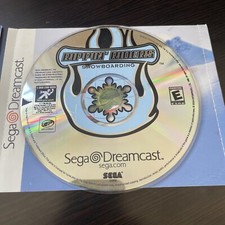 RIPPIN' RIDERS
SNOWBOARDING
Sega Dreamcast.
Sega Dreamcast.
sega.com
SEGA
E